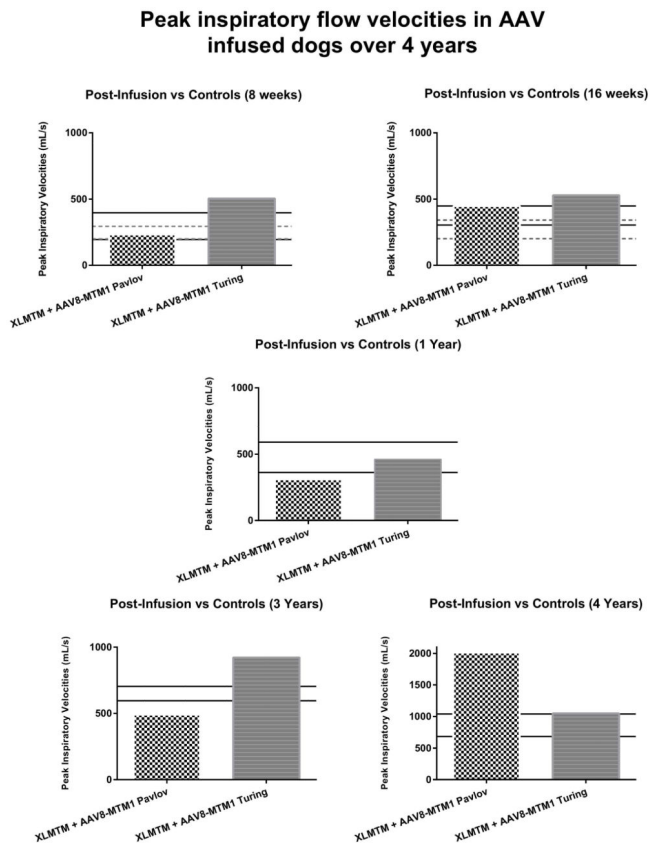 Peak inspiratory flow velocities in AAV
infused dogs over 4 years
Post-Infusion vs Controls (8 weeks)
Peak Inspiratory Velocities (mL/s)
1000
500
0
XLMTM + AAV8-MTM1 Pavlov
XLMTM + AAV8-MTM1 Turing
Post-Infusion vs Controls (16 weeks)
Peak Inspiratory Velocities (mL/s)
1000
500
0
XLMTM + AAV8-MTM1 Pavlov
XLMTM + AAV8-MTM1 Turing
Post-Infusion vs Controls (1 Year)
Peak Inspiratory Velocities (mL/s)
1000
500
0
XLMTM + AAV8-MTM1 Pavlov
XLMTM + AAV8-MTM1 Turing
Post-Infusion vs Controls (3 Years)
Peak Inspiratory Velocities (mL/s)
1000
500
0
XLMTM + AAV8-MTM1 Pavlov
XLMTM + AAV8-MTM1 Turing
Post-Infusion vs Controls (4 Years)
Peak Inspiratory Velocities (mL/s)
2000
1500
1000
500
0
XLMTM + AAV8-MTM1 Pavlov
XLMTM + AAV8-MTM1 Turing